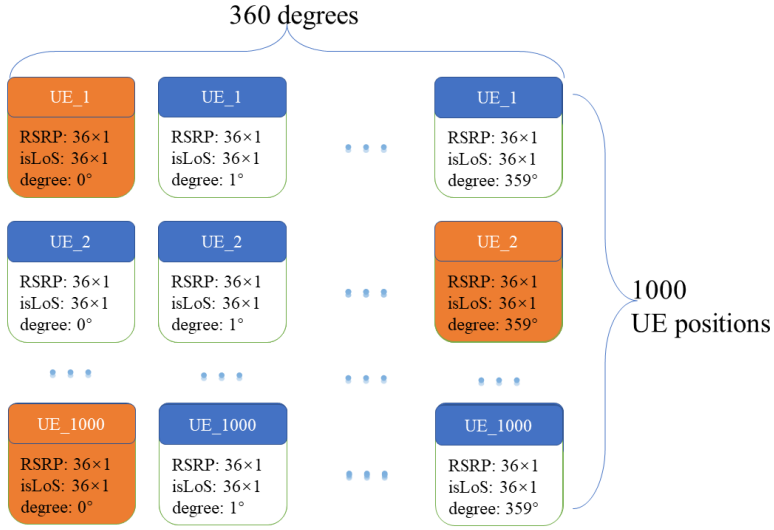 360 degrees
UE_1
RSRP: 36×1
isLoS: 36×1
degree: 0°
UE_1
RSRP: 36×1
isLoS: 36×1
degree: 1°
UE_1
RSRP: 36×1
isLoS: 36×1
degree: 359°
UE_2
RSRP: 36×1
isLoS: 36×1
degree: 0°
UE_2
RSRP: 36×1
isLoS: 36×1
degree: 1°
UE_2
RSRP: 36×1
isLoS: 36×1
degree: 359°
1000
UE positions
UE_1000
RSRP: 36×1
isLoS: 36×1
degree: 0°
UE_1000
RSRP: 36×1
isLoS: 36×1
degree: 1°
UE_1000
RSRP: 36×1
isLoS: 36×1
degree: 359°